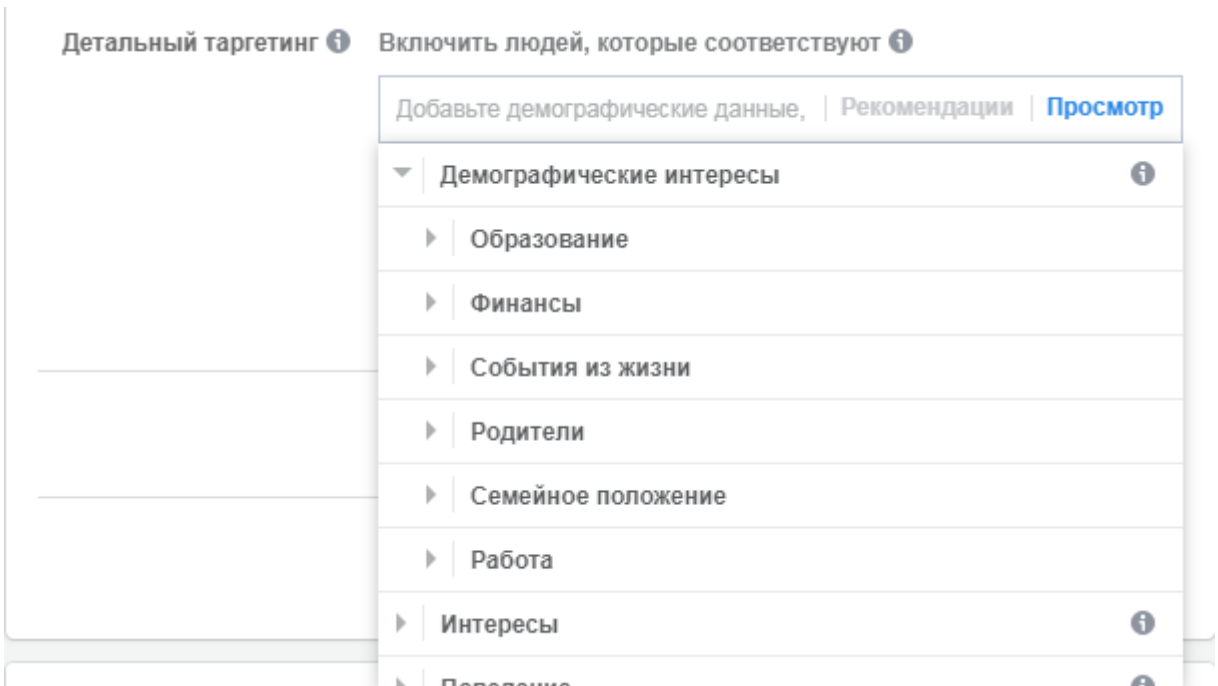 Детальный таргетинг Включить людей, которые соответствуют
Добавьте демографические данные, Рекомендации Просмотр
Демографические интересы
Образование
Финансы
События из жизни
Родители
Семейное положение
Работа
Интересы